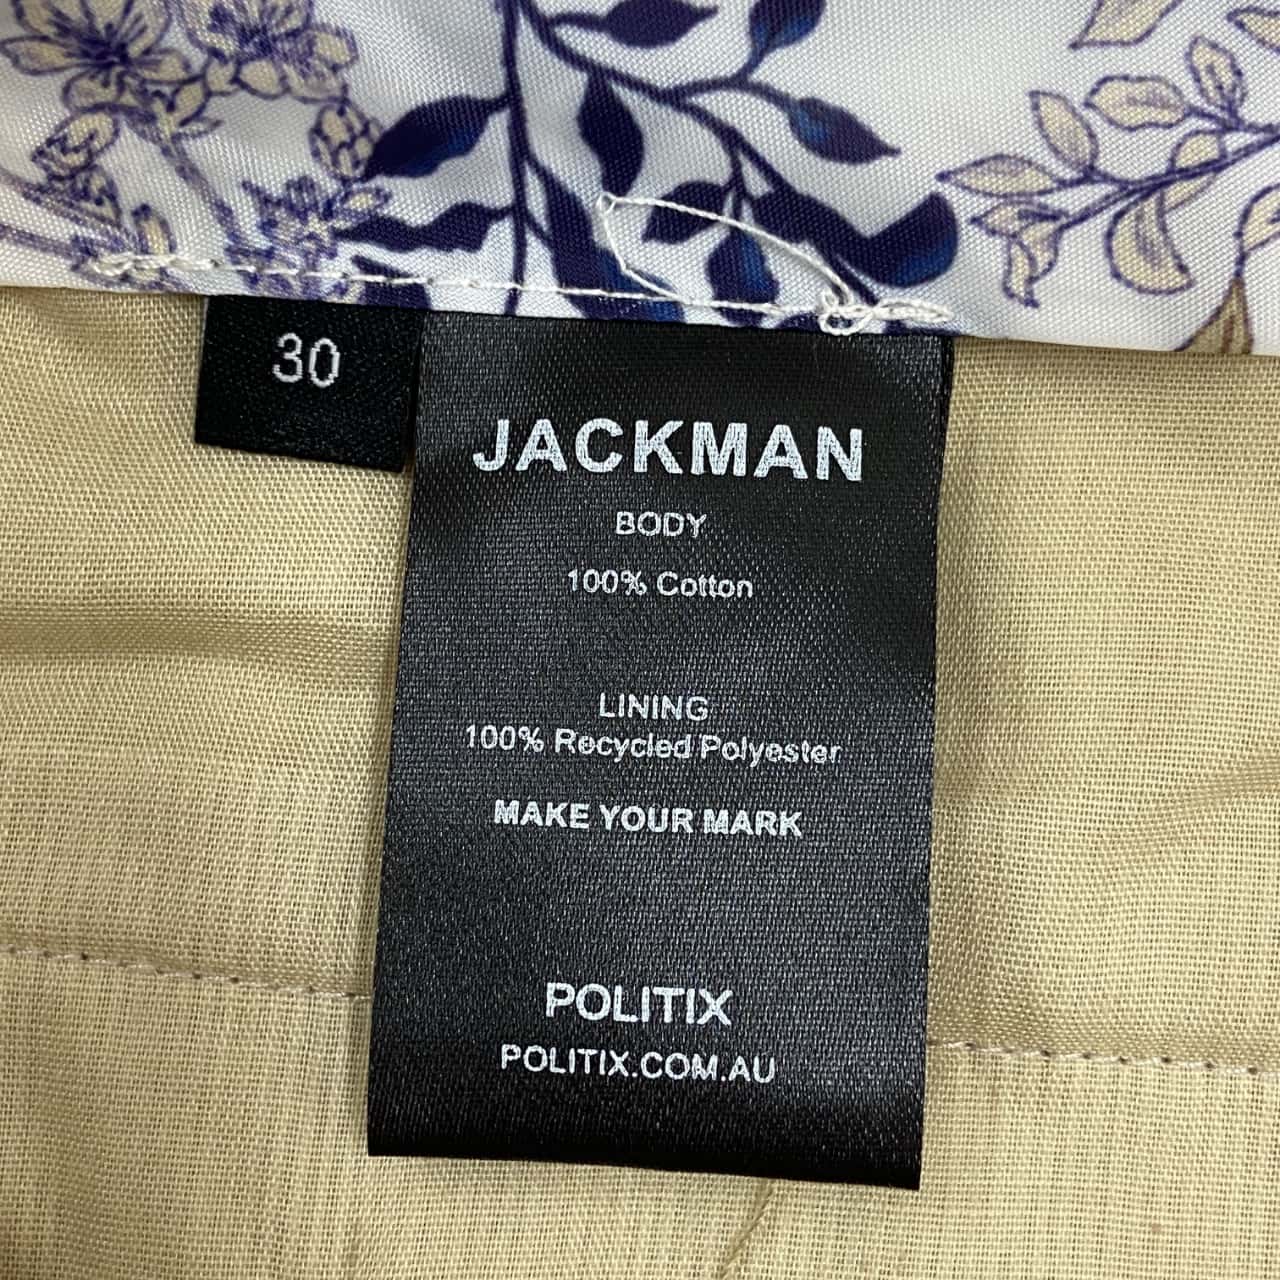 30
JACKMAN
BODY
100% Cotton
LINING
100% Recycled Polyester
MAKE YOUR MARK
POLITIX
POLITIX.COM.AU